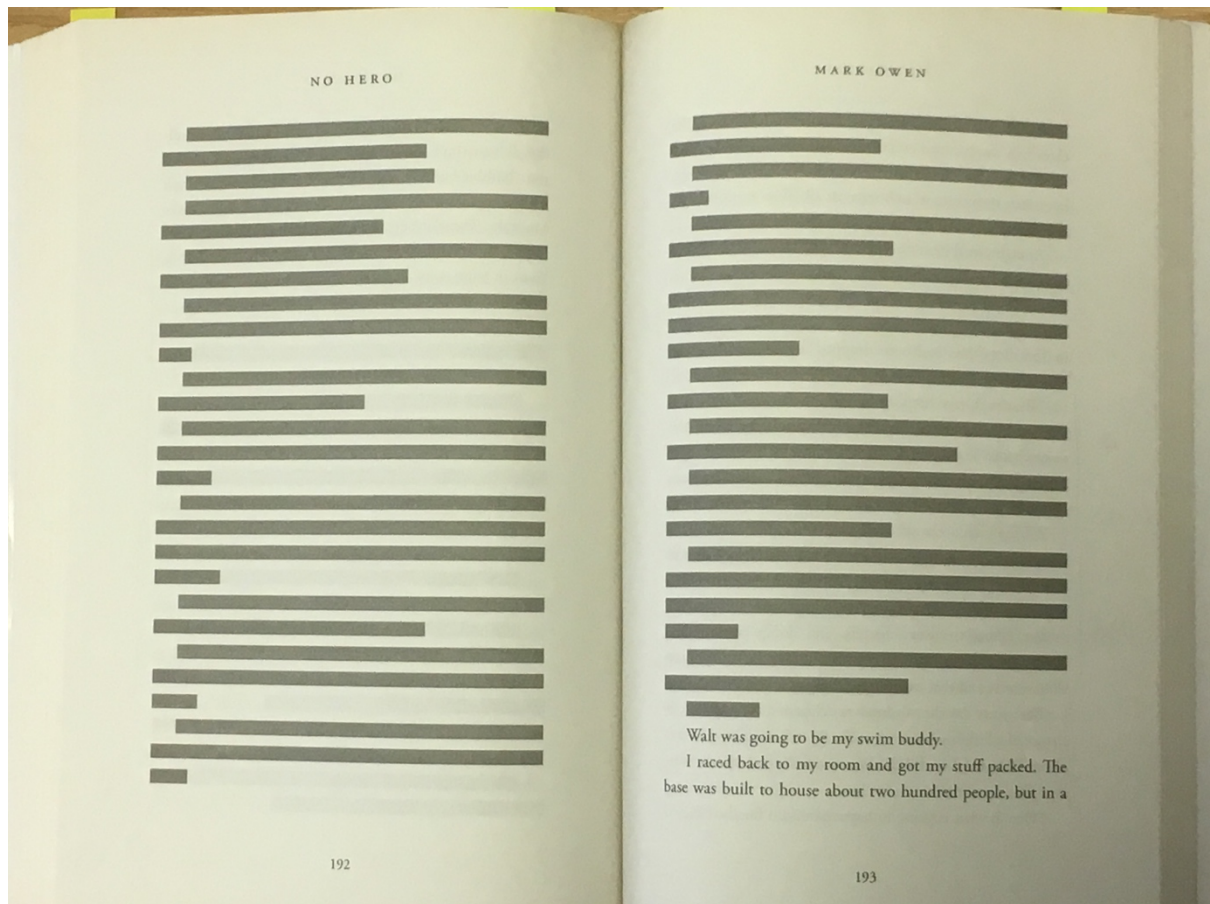 NO HERO
192
MARK OWEN
Walt was going to be my swim buddy.
I raced back to my room and got my stuff packed. The
base was built to house about two hundred people, but in a
193